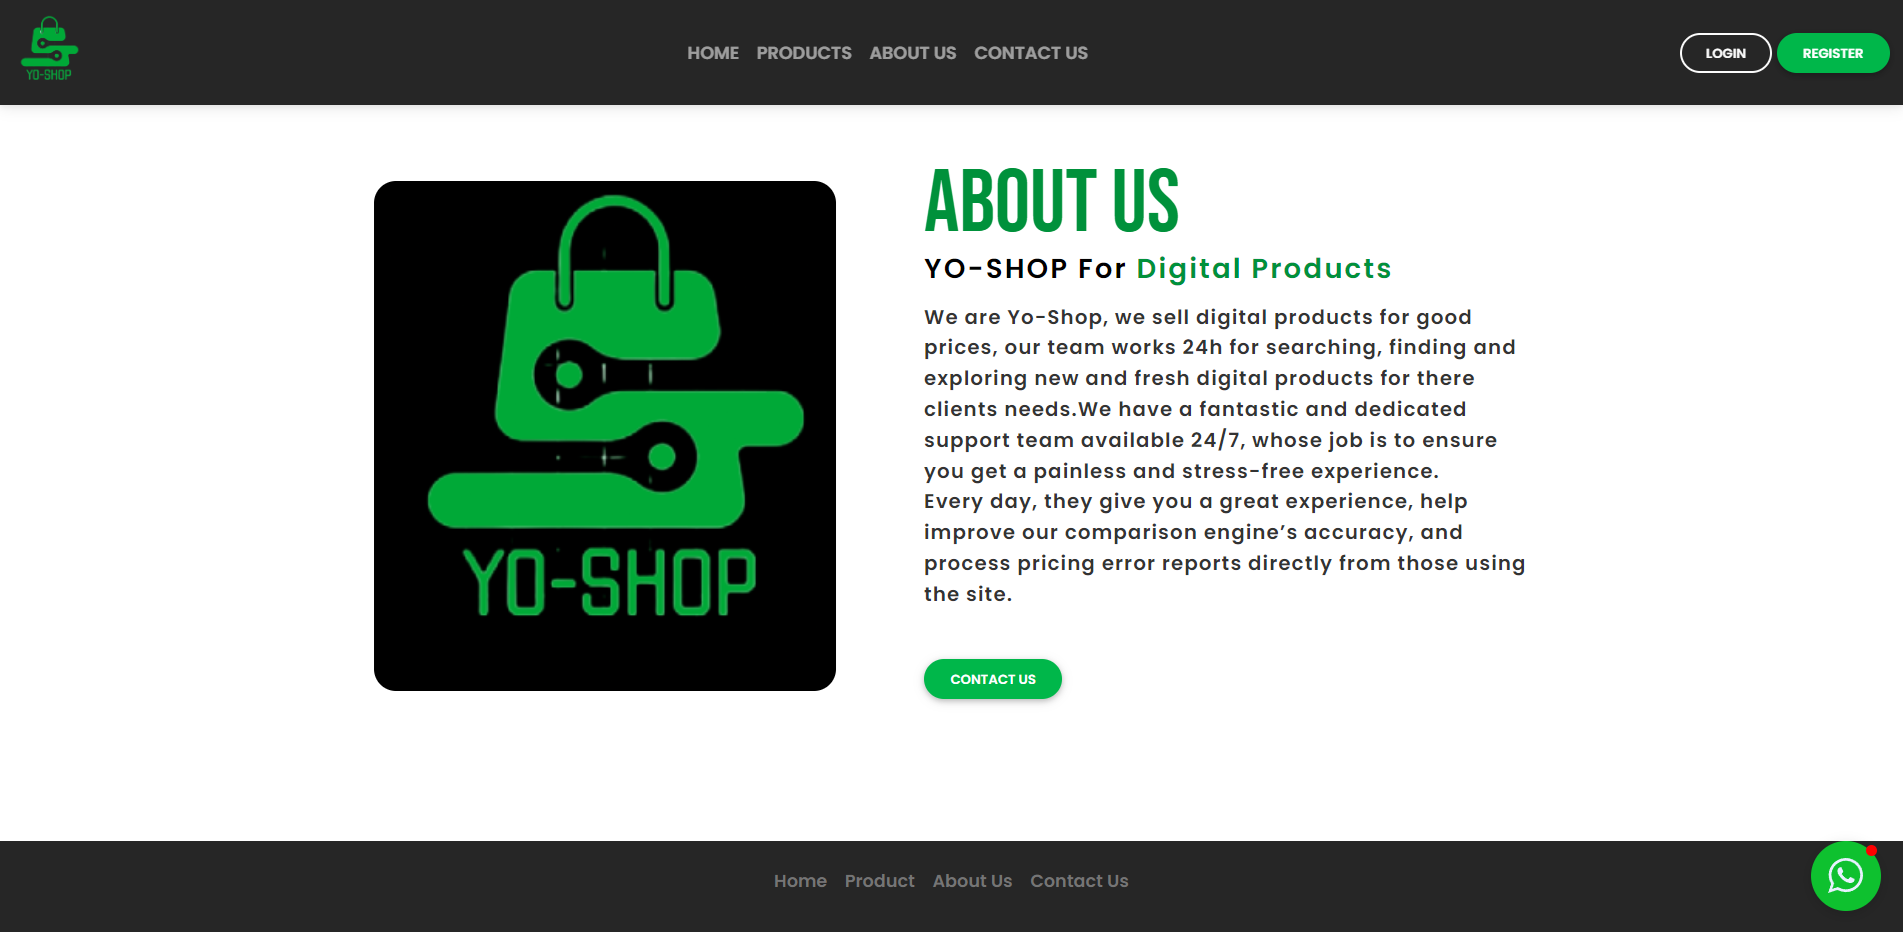 YO-SHOP
HOME PRODUCTS ABOUT US CONTACT US
LOGIN REGISTER
YO-SHOP
ABOUT US
YO-SHOP For Digital Products
We are Yo-Shop, we sell digital products for good
prices, our team works 24h for searching, finding and
exploring new and fresh digital products for there
clients needs.We have a fantastic and dedicated
support team available 24/7, whose job is to ensure
you get a painless and stress-free experience.
Every day, they give you a great experience, help
improve our comparison engine’s accuracy, and
process pricing error reports directly from those using
the site.
CONTACT US
Home Product About Us Contact Us